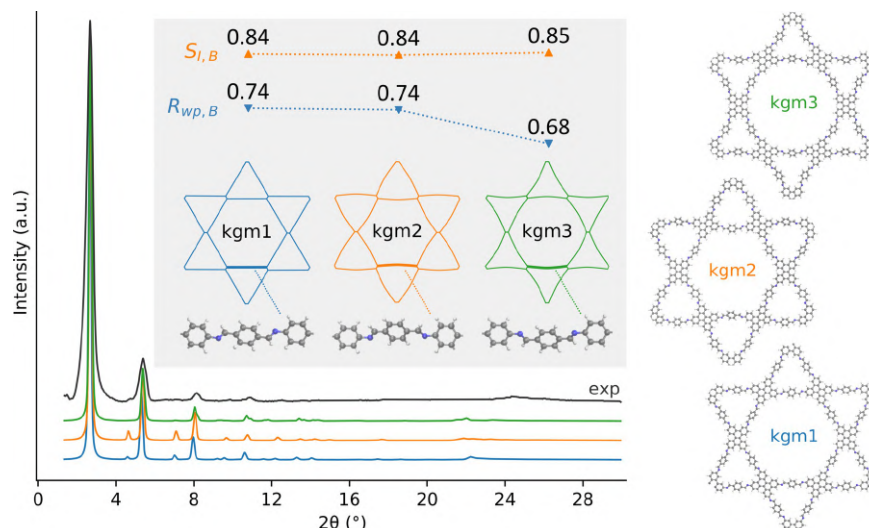 0.84 0.84 0.85
S_{I,B}
0.74 0.74
R_{wp,B}
0.68
kgm1 kgm2 kgm3
exp
Intensity (a.u.)
0 4 8 12 16 20 24 28
2θ (°)
kgm3
kgm2
kgm1